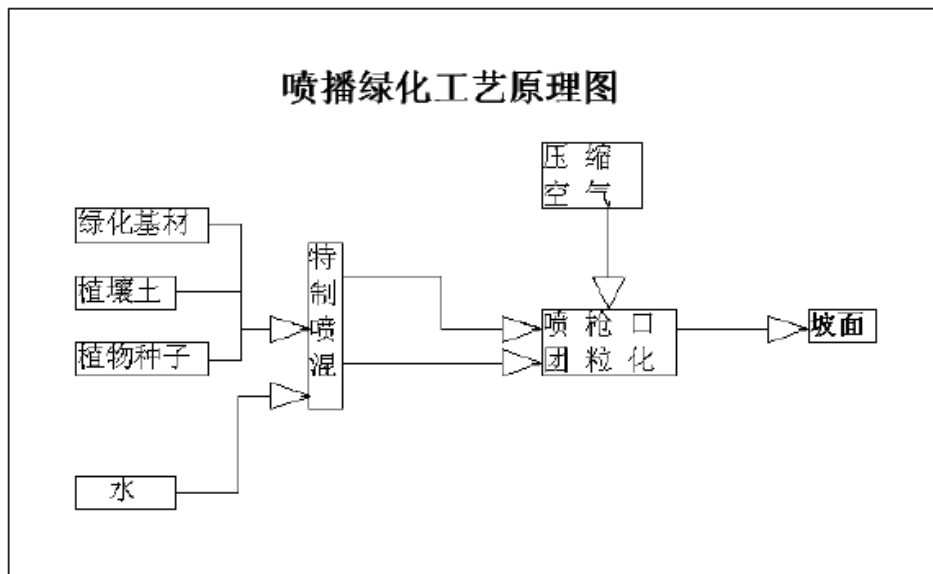 喷播绿化工艺原理图
压缩
空气
绿化基材
植壤土
植物种子
水
特
制
喷
混
喷枪口
团粒化
坡面